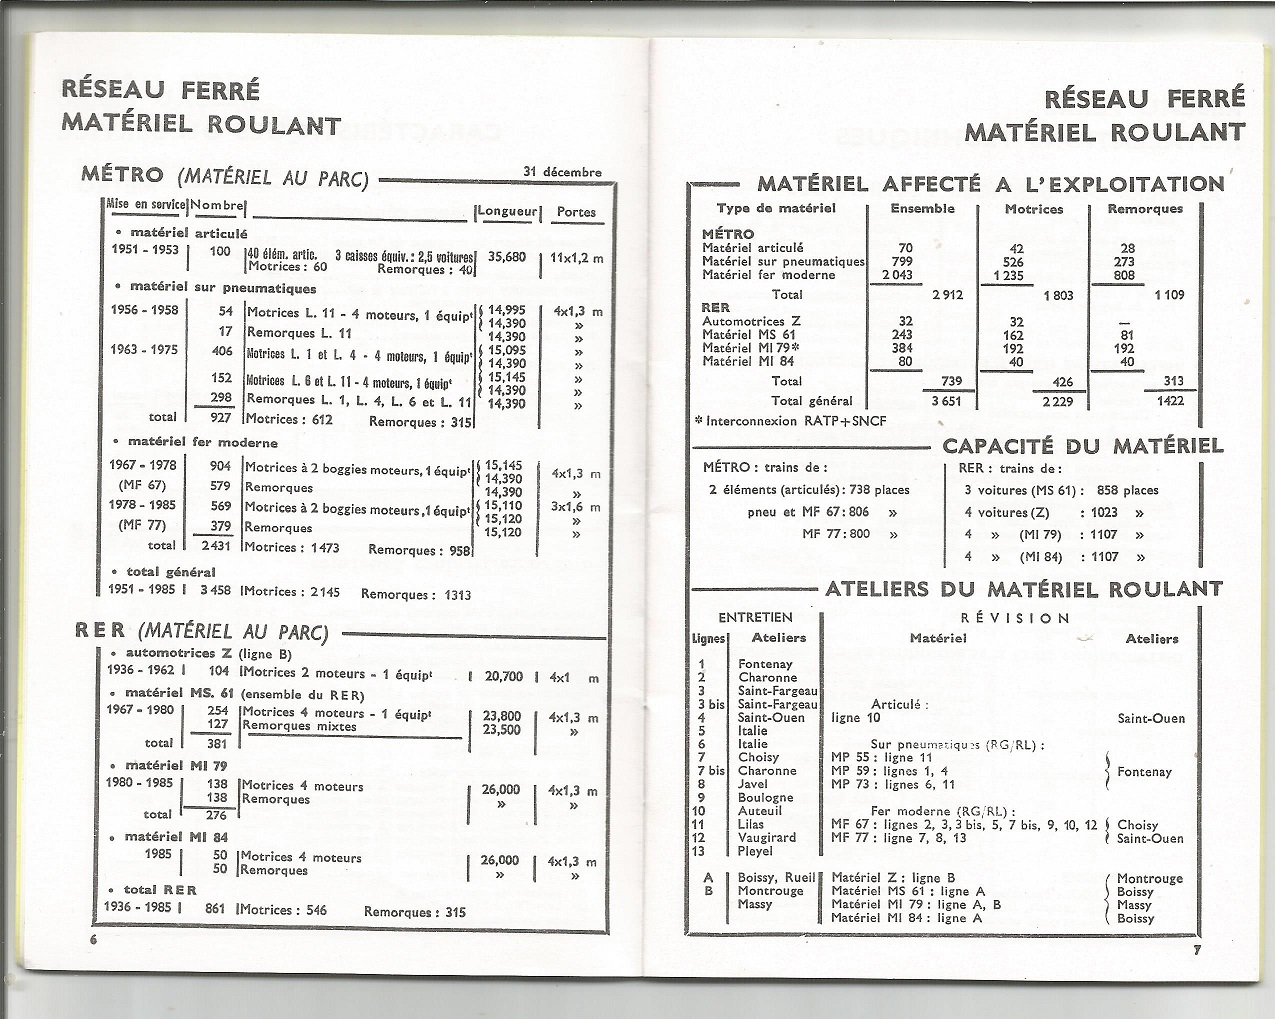 RÉSEAU FERRÉ
MATÉRIEL ROULANT
MÉTRO (MATÉRIEL AU PARC) 31 décembre
Mise en service Nombre Longueur Portes
• matériel articulé
1951 - 1953 100 40 élém. artic. 3 caisses équiv. : 2,5 voitures 35,680 11x1,2 m
Motrices : 60 Remorques : 40
• matériel sur pneumatiques
1956 - 1958 54 Motrices L. 11 - 4 moteurs, 1 équipt 14,995 4x1,3 m
14,390 »
17 Remorques L. 11 14,390 »
1963 - 1975 406 Motrices L. 1 et L. 4 - 4 moteurs, 1 équipt 15,095 »
14,390 »
152 Motrices L. 6 et L. 11 - 4 moteurs, 1 équipt 15,145 »
14,390 »
298 Remorques L. 1, L. 4, L. 6 et L. 11 14,390 »
total 927 Motrices : 612 Remorques : 315
• matériel fer moderne
1967 - 1978 904 Motrices à 2 boggies moteurs, 1 équipt 15,145 4x1,3 m
14,390
(MF 67) 579 Remorques 14,390 »
1978 - 1985 569 Motrices à 2 boggies moteurs, 1 équipt 15,110 3x1,6 m
15,120 »
(MF 77) 379 Remorques 15,120 »
total 2431 Motrices : 1473 Remorques : 958
• total général
1951 - 1985 3 458 Motrices : 2145 Remorques : 1313
RER (MATÉRIEL AU PARC)
• automotrices Z (ligne B)
1936 - 1962 104 Motrices 2 moteurs - 1 équipt 20,700 4x1 m
• matériel MS. 61 (ensemble du RER)
1967 - 1980 254 Motrices 4 moteurs - 1 équipt 23,800 4x1,3 m
127 Remorques mixtes 23,500 »
total 381
• matériel MI 79
1980 - 1985 138 Motrices 4 moteurs 26,000 4x1,3 m
138 Remorques » »
total 276
• matériel MI 84
1985 50 Motrices 4 moteurs 26,000 4x1,3 m
50 Remorques » »
• total RER
1936 - 1985 861 Motrices : 546 Remorques : 315
6
RÉSEAU FERRÉ
MATÉRIEL ROULANT
MATÉRIEL AFFECTÉ A L'EXPLOITATION
Type de matériel Ensemble Motrices Remorques
MÉTRO
Matériel articulé 70 42 28
Matériel sur pneumatiques 799 526 273
Matériel fer moderne 2 043 1 235 808
Total 2 912 1 803 1 109
RER
Automotrices Z 32 32 —
Matériel MS 61 243 162 81
Matériel MI 79* 384 192 192
Matériel MI 84 80 40 40
Total 739 426 313
Total général 3 651 2 229 1422
* Interconnexion RATP+SNCF
CAPACITÉ DU MATÉRIEL
MÉTRO : trains de : RER : trains de :
2 éléments (articulés) : 738 places 3 voitures (MS 61) : 858 places
pneu et MF 67 : 806 » 4 voitures (Z) : 1023 »
MF 77 : 800 » 4 » (MI 79) : 1107 »
4 » (MI 84) : 1107 »
ATELIERS DU MATÉRIEL ROULANT
ENTRETIEN RÉVISION
Lignes Ateliers Matériel Ateliers
1 Fontenay
2 Charonne
3 Saint-Fargeau
3 bis Saint-Fargeau Articulé :
4 Saint-Ouen ligne 10 Saint-Ouen
5 Italie
6 Italie Sur pneumatiques (RG/RL) :
7 Choisy MP 55 : ligne 11
7 bis Charonne MP 59 : lignes 1, 4 Fontenay
8 Javel MP 73 : lignes 6, 11
9 Boulogne
10 Auteuil Fer moderne (RG/RL) :
11 Lilas MF 67 : lignes 2, 3, 3 bis, 5, 7 bis, 9, 10, 12 Choisy
12 Vaugirard MF 77 : ligne 7, 8, 13 Saint-Ouen
13 Pleyel
A Boissy, Rueil Matériel Z : ligne B Montrouge
B Montrouge Matériel MS 61 : ligne A Boissy
Massy Matériel MI 79 : ligne A, B Massy
Matériel MI 84 : ligne A Boissy
7